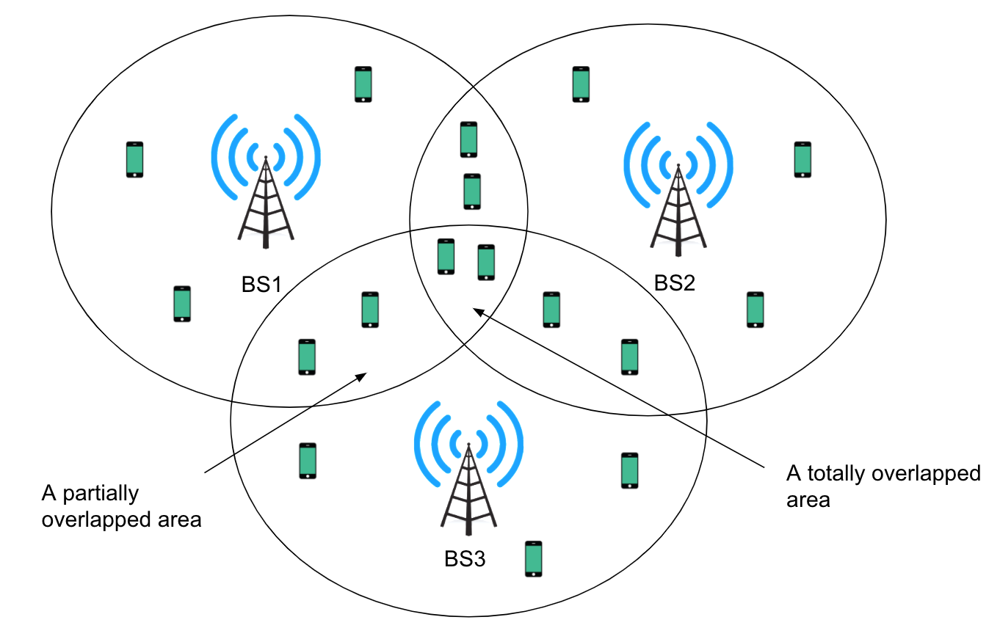 BS1
BS2
A partially
overlapped area
A totally overlapped
area
BS3